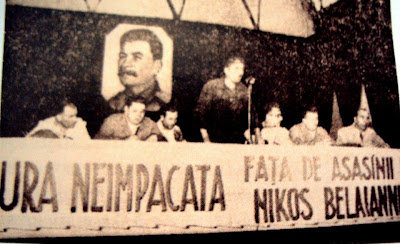 URA NEIMPACATA
FAȚA DE ASASINII
NIKOS BELAIANNI